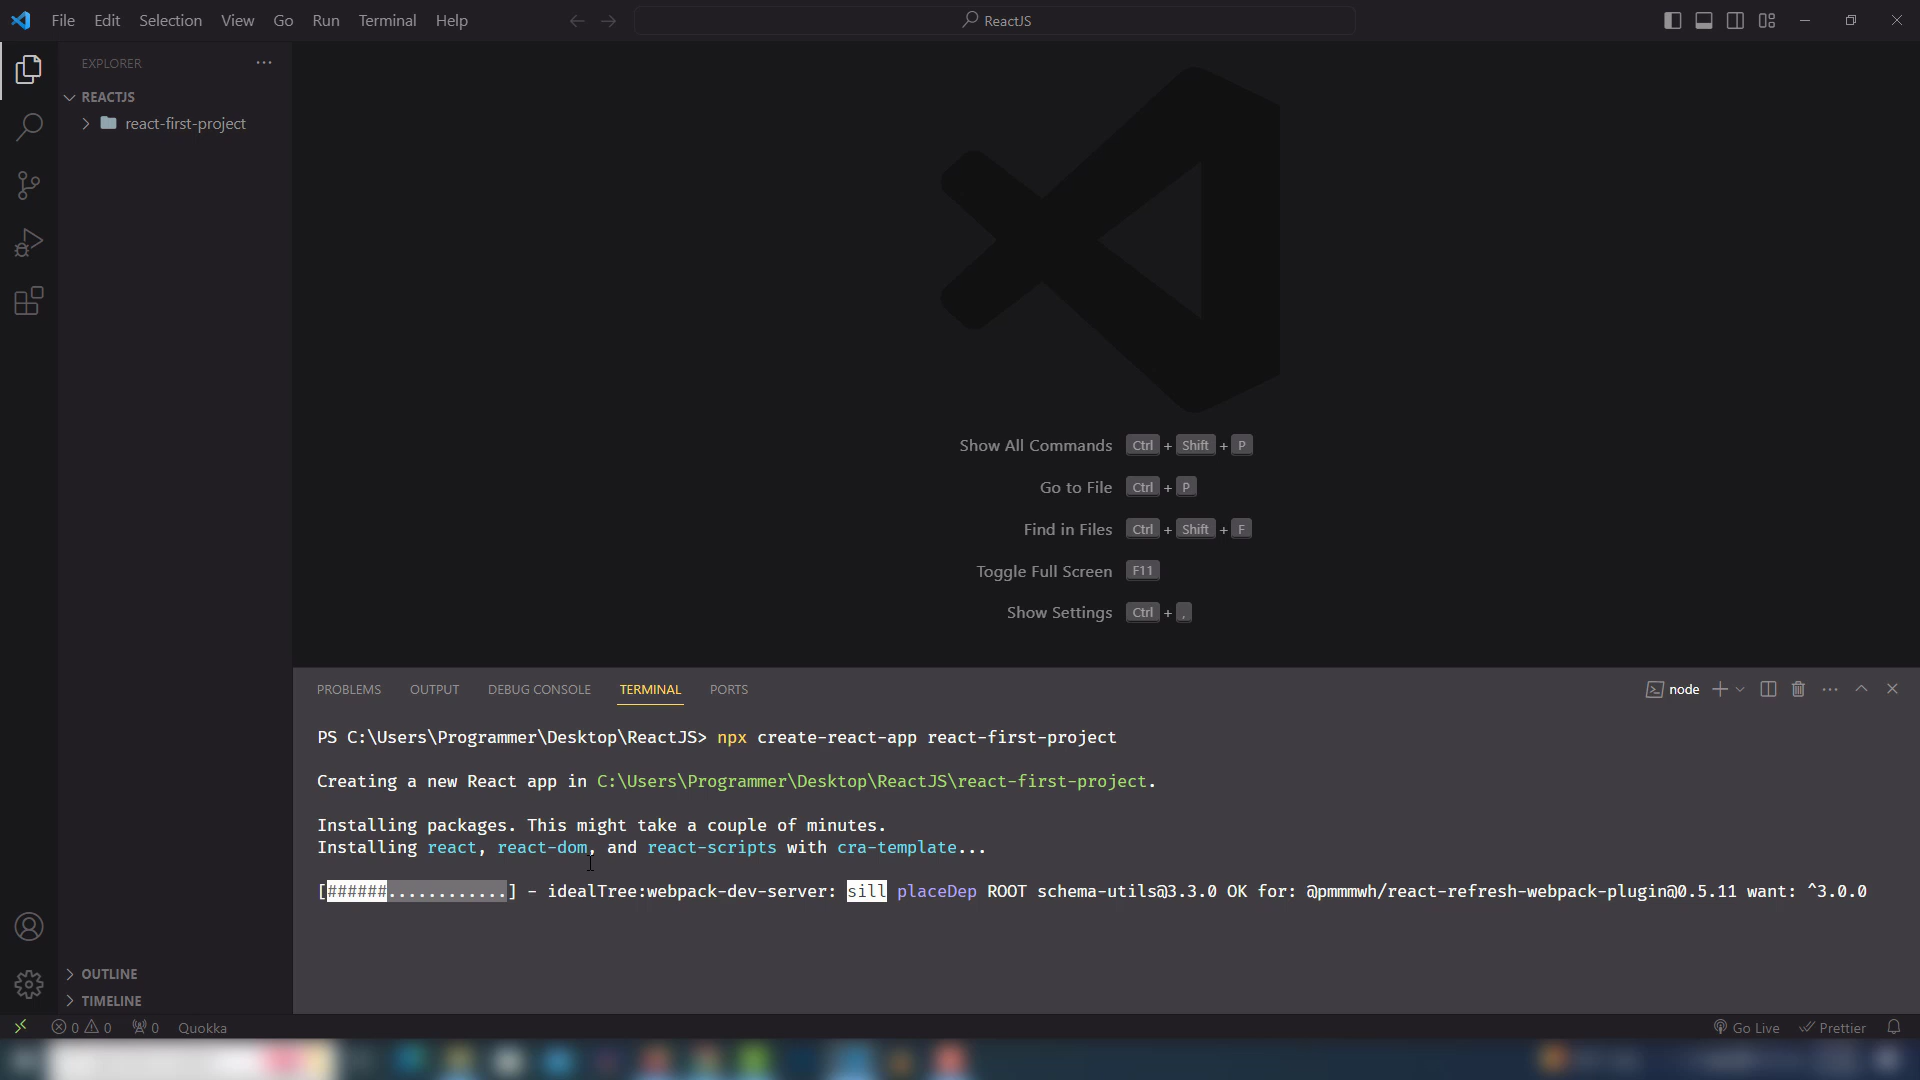 File Edit Selection View Go Run Terminal Help
ReactJS
EXPLORER
REACTJS
react-first-project
Show All Commands Ctrl + Shift + P
Go to File Ctrl + P
Find in Files Ctrl + Shift + F
Toggle Full Screen F11
Show Settings Ctrl + ,
PROBLEMS OUTPUT DEBUG CONSOLE TERMINAL PORTS
node
PS C:\Users\Programmer\Desktop\ReactJS> npx create-react-app react-first-project
Creating a new React app in C:\Users\Programmer\Desktop\ReactJS\react-first-project.
Installing packages. This might take a couple of minutes.
Installing react, react-dom, and react-scripts with cra-template...
[######............] - idealTree:webpack-dev-server: sill placeDep ROOT schema-utils@3.3.0 OK for: @pmmmwh/react-refresh-webpack-plugin@0.5.11 want: ^3.0.0
OUTLINE
TIMELINE
0 0 0 Quokka
Go Live Prettier